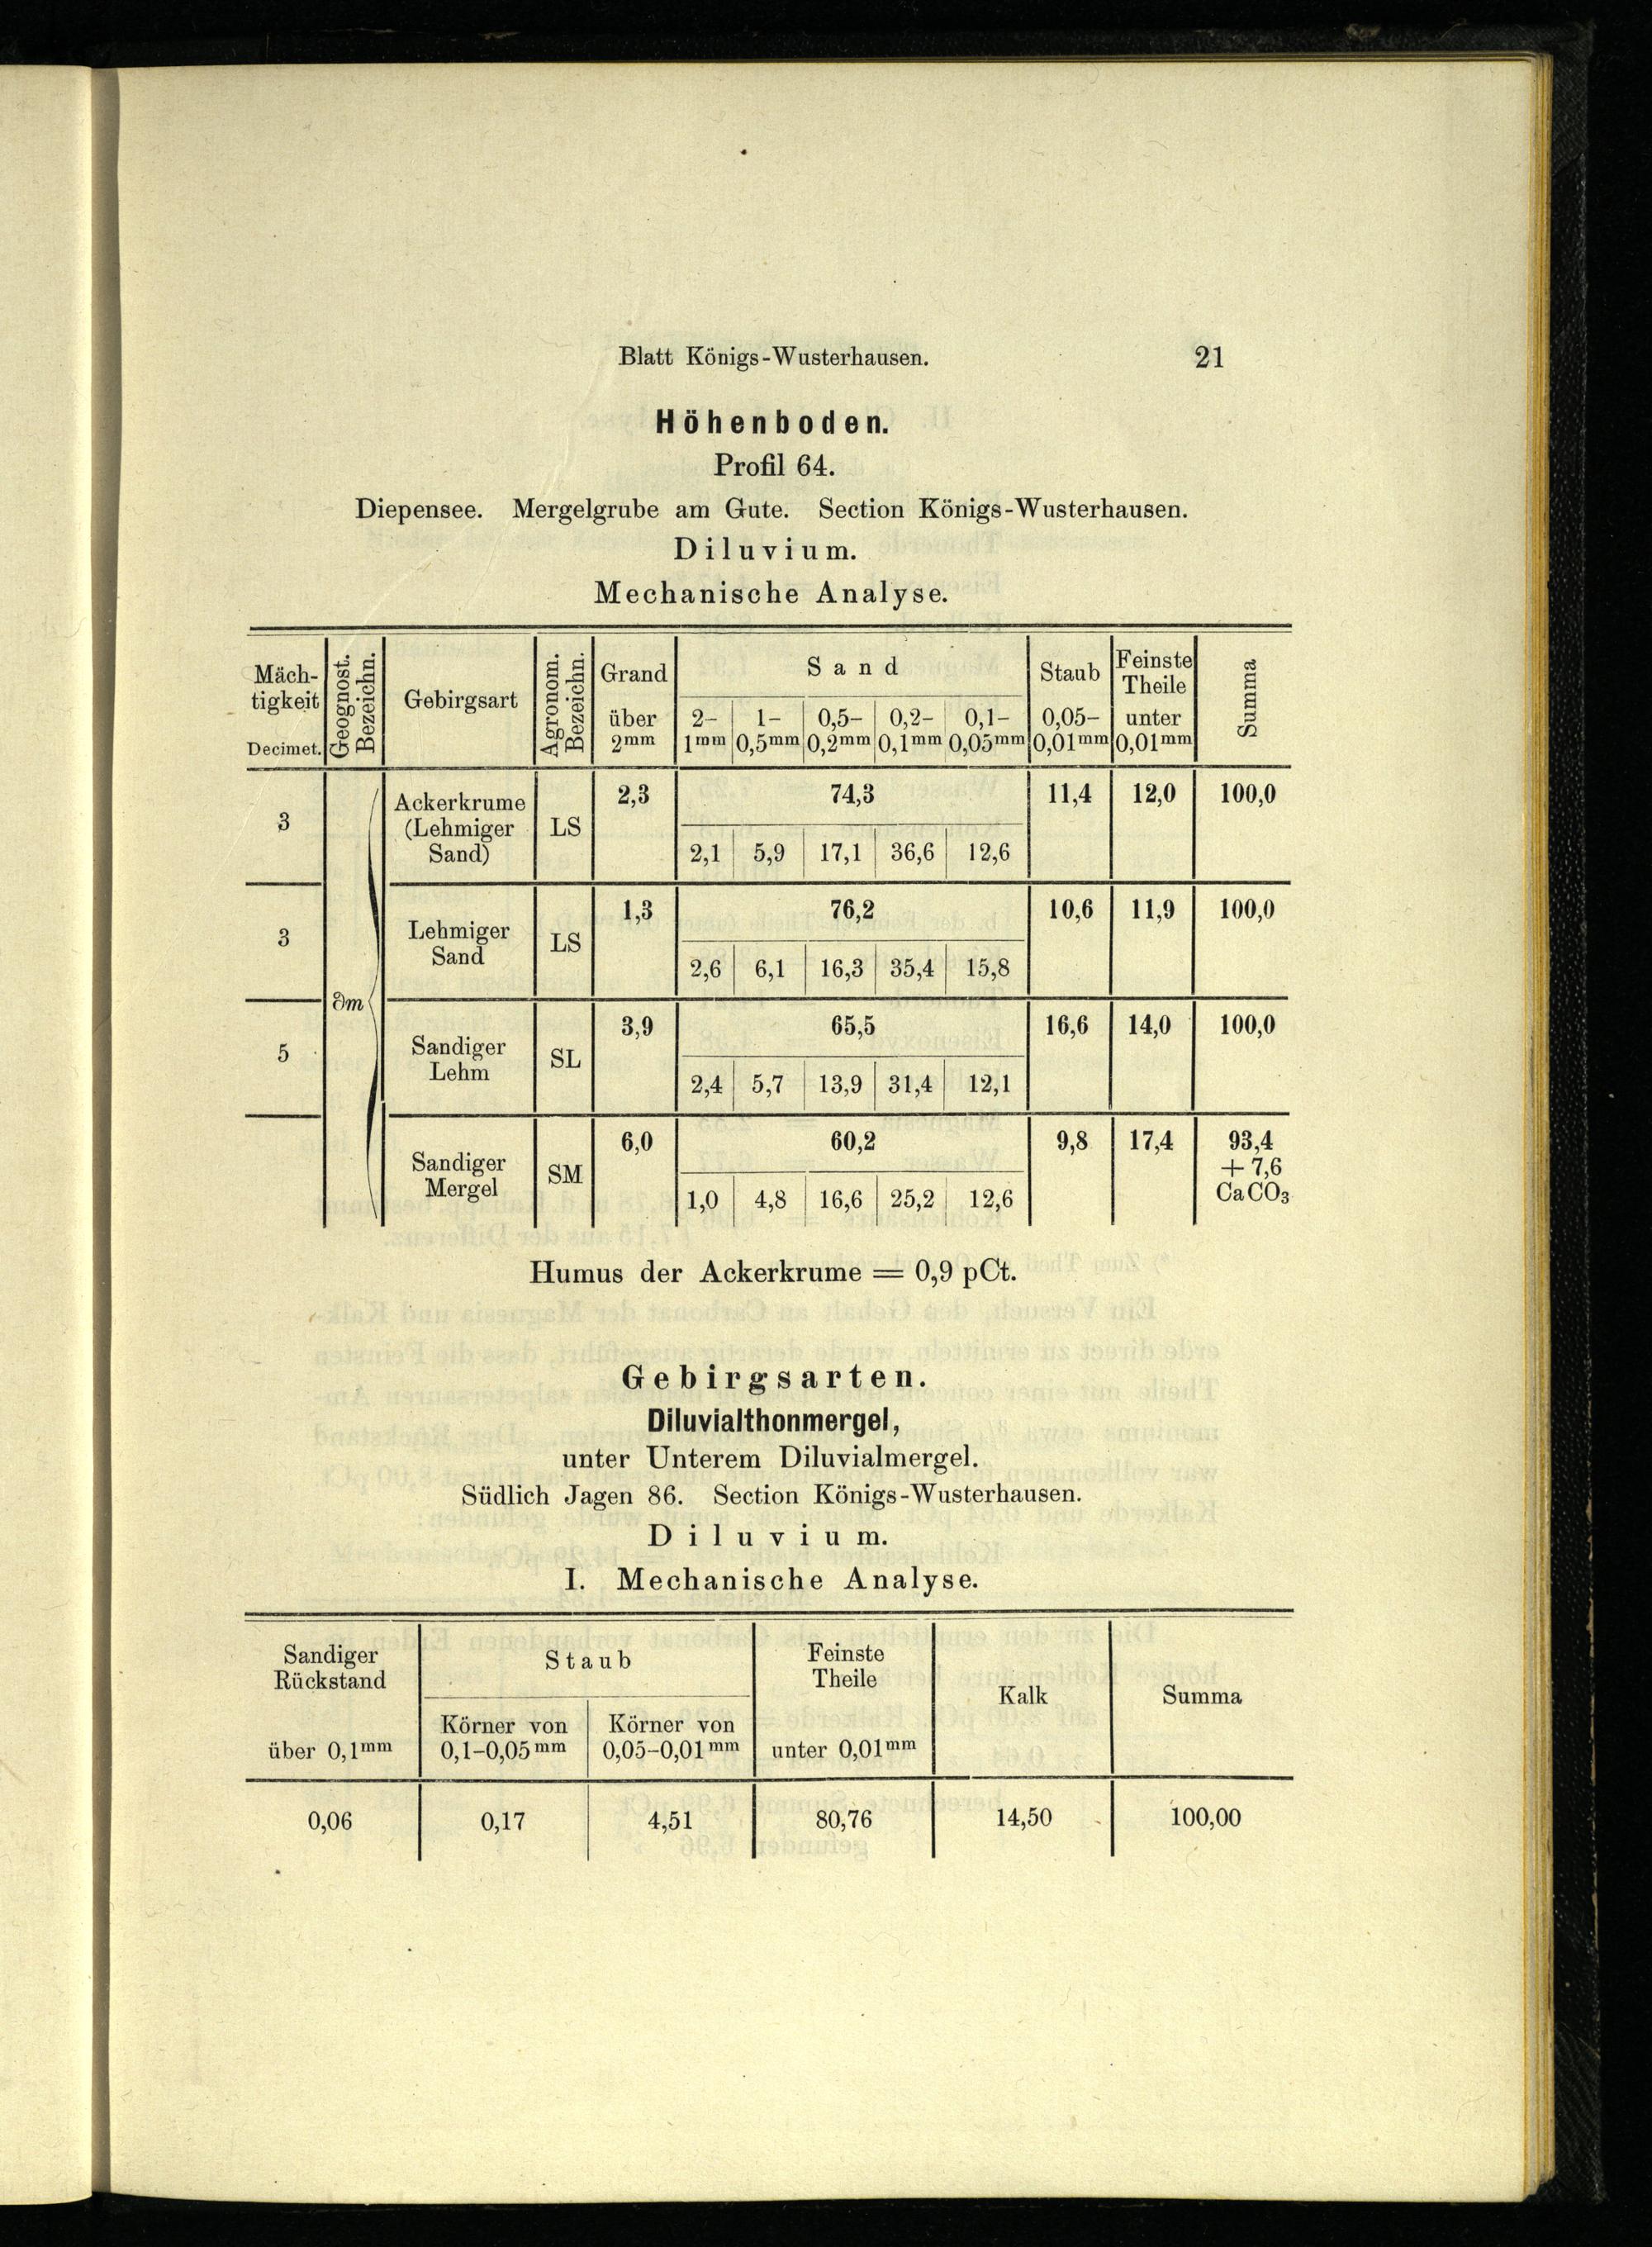 Blatt Königs-Wusterhausen. 21
Höhenboden.
Profil 64.
Diepensee. Mergelgrube am Gute. Section Königs-Wusterhausen.
Diluvium.
Mechanische Analyse.
Mäch-
tigkeit
Decimet.
Geognost.
Bezeichn.
Gebirgsart
Agronom.
Bezeichn.
Grand
über
2mm
Sand
2-
1mm
1-
0,5mm
0,5-
0,2mm
0,2-
0,1mm
0,1-
0,05mm
Staub
0,05-
0,01mm
Feinste
Theile
unter
0,01mm
Summa
3
Ackerkrume
(Lehmiger
Sand)
LS
2,3 74,3 11,4 12,0 100,0
2,1 5,9 17,1 36,6 12,6
3
Lehmiger
Sand
LS
1,3 76,2 10,6 11,9 100,0
2,6 6,1 16,3 35,4 15,8
∂m
5
Sandiger
Lehm
SL
3,9 65,5 16,6 14,0 100,0
2,4 5,7 13,9 31,4 12,1
Sandiger
Mergel
SM
6,0 60,2 9,8 17,4 93,4
+ 7,6
CaCO3
1,0 4,8 16,6 25,2 12,6
Humus der Ackerkrume = 0,9 pCt.
Gebirgsarten.
Diluvialthonmergel,
unter Unterem Diluvialmergel.
Südlich Jagen 86. Section Königs-Wusterhausen.
Diluvium.
I. Mechanische Analyse.
Sandiger
Rückstand
über 0,1mm
Staub
Körner von
0,1-0,05mm
Körner von
0,05-0,01mm
Feinste
Theile
unter 0,01mm
Kalk
Summa
0,06 0,17 4,51 80,76 14,50 100,00